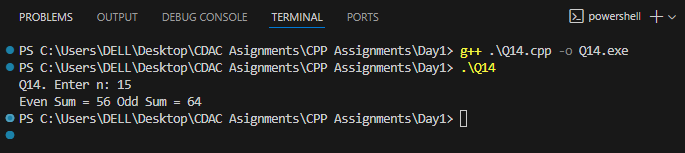 PROBLEMS OUTPUT DEBUG CONSOLE TERMINAL PORTS powershell
PS C:\Users\DELL\Desktop\CDAC Asignments\CPP Assignments\Day1> g++ .\Q14.cpp -o Q14.exe
PS C:\Users\DELL\Desktop\CDAC Asignments\CPP Assignments\Day1> .\Q14
Q14. Enter n: 15
Even Sum = 56 Odd Sum = 64
PS C:\Users\DELL\Desktop\CDAC Asignments\CPP Assignments\Day1>